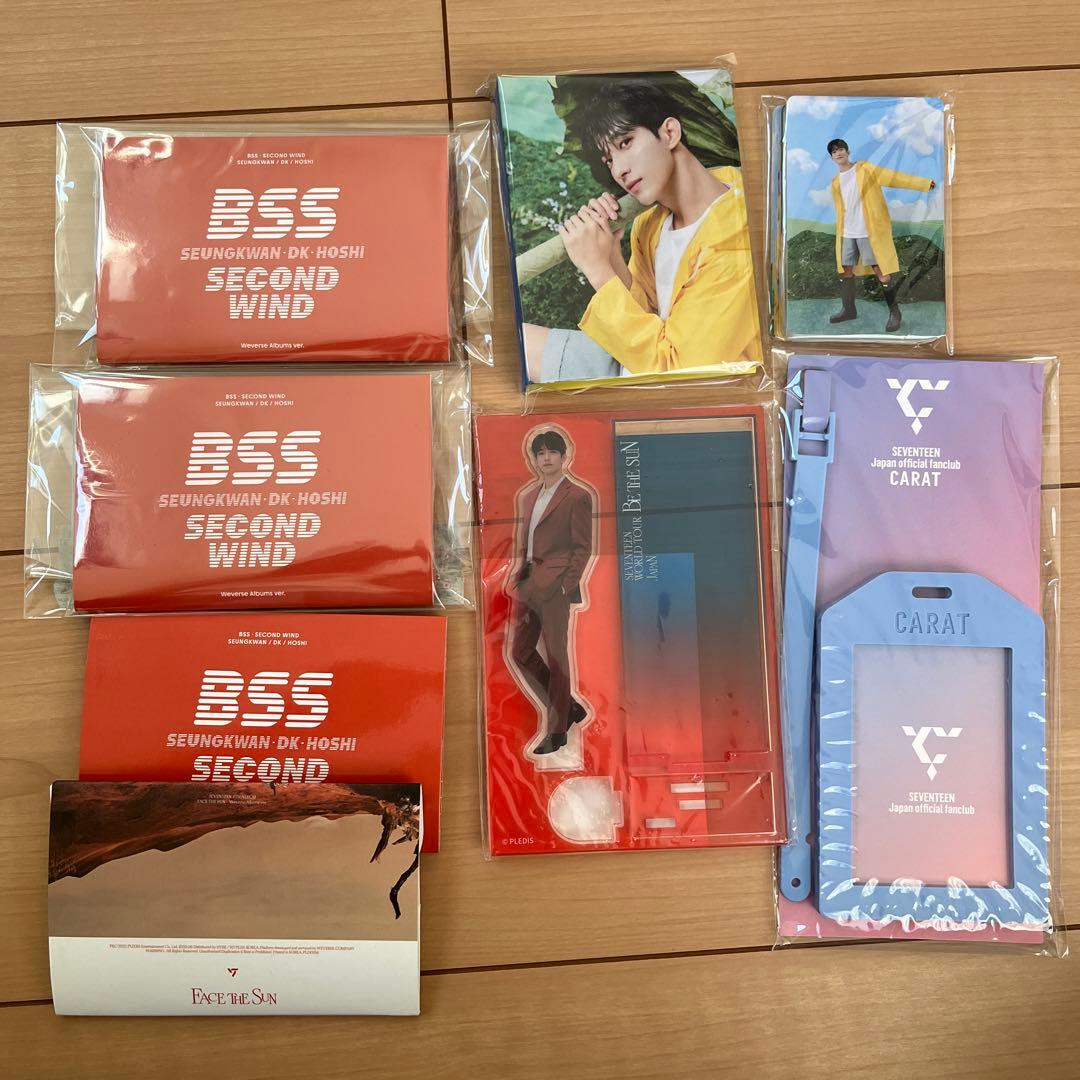 BSS · SECOND WIND
SEUNGKWAN / DK / HOSHI
BSS
SEUNGKWAN·DK·HOSHI
SECOND
WIND
Weverse Albums ver.
BSS · SECOND WIND
SEUNGKWAN / DK / HOSHI
BSS
SEUNGKWAN·DK·HOSHI
SECOND
WIND
Weverse Albums ver.
BSS · SECOND WIND
SEUNGKWAN / DK / HOSHI
BSS
SEUNGKWAN·DK·HOSHI
SECOND
FACE THE SUN
SEVENTEEN
WORLD TOUR BE THE SUN
JAPAN
© PLEDIS
SEVENTEEN
Japan official fanclub
CARAT
CARAT
SEVENTEEN
Japan official fanclub